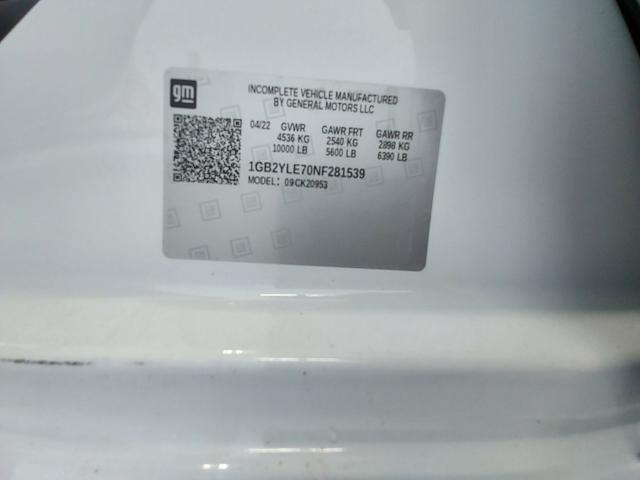 gm
INCOMPLETE VEHICLE MANUFACTURED
BY GENERAL MOTORS LLC
04/22 GVWR GAWR FRT GAWR RR
4536 KG 2540 KG 2898 KG
10000 LB 5600 LB 6390 LB
1GB2YLE70NF281539
MODEL: 09CK20953